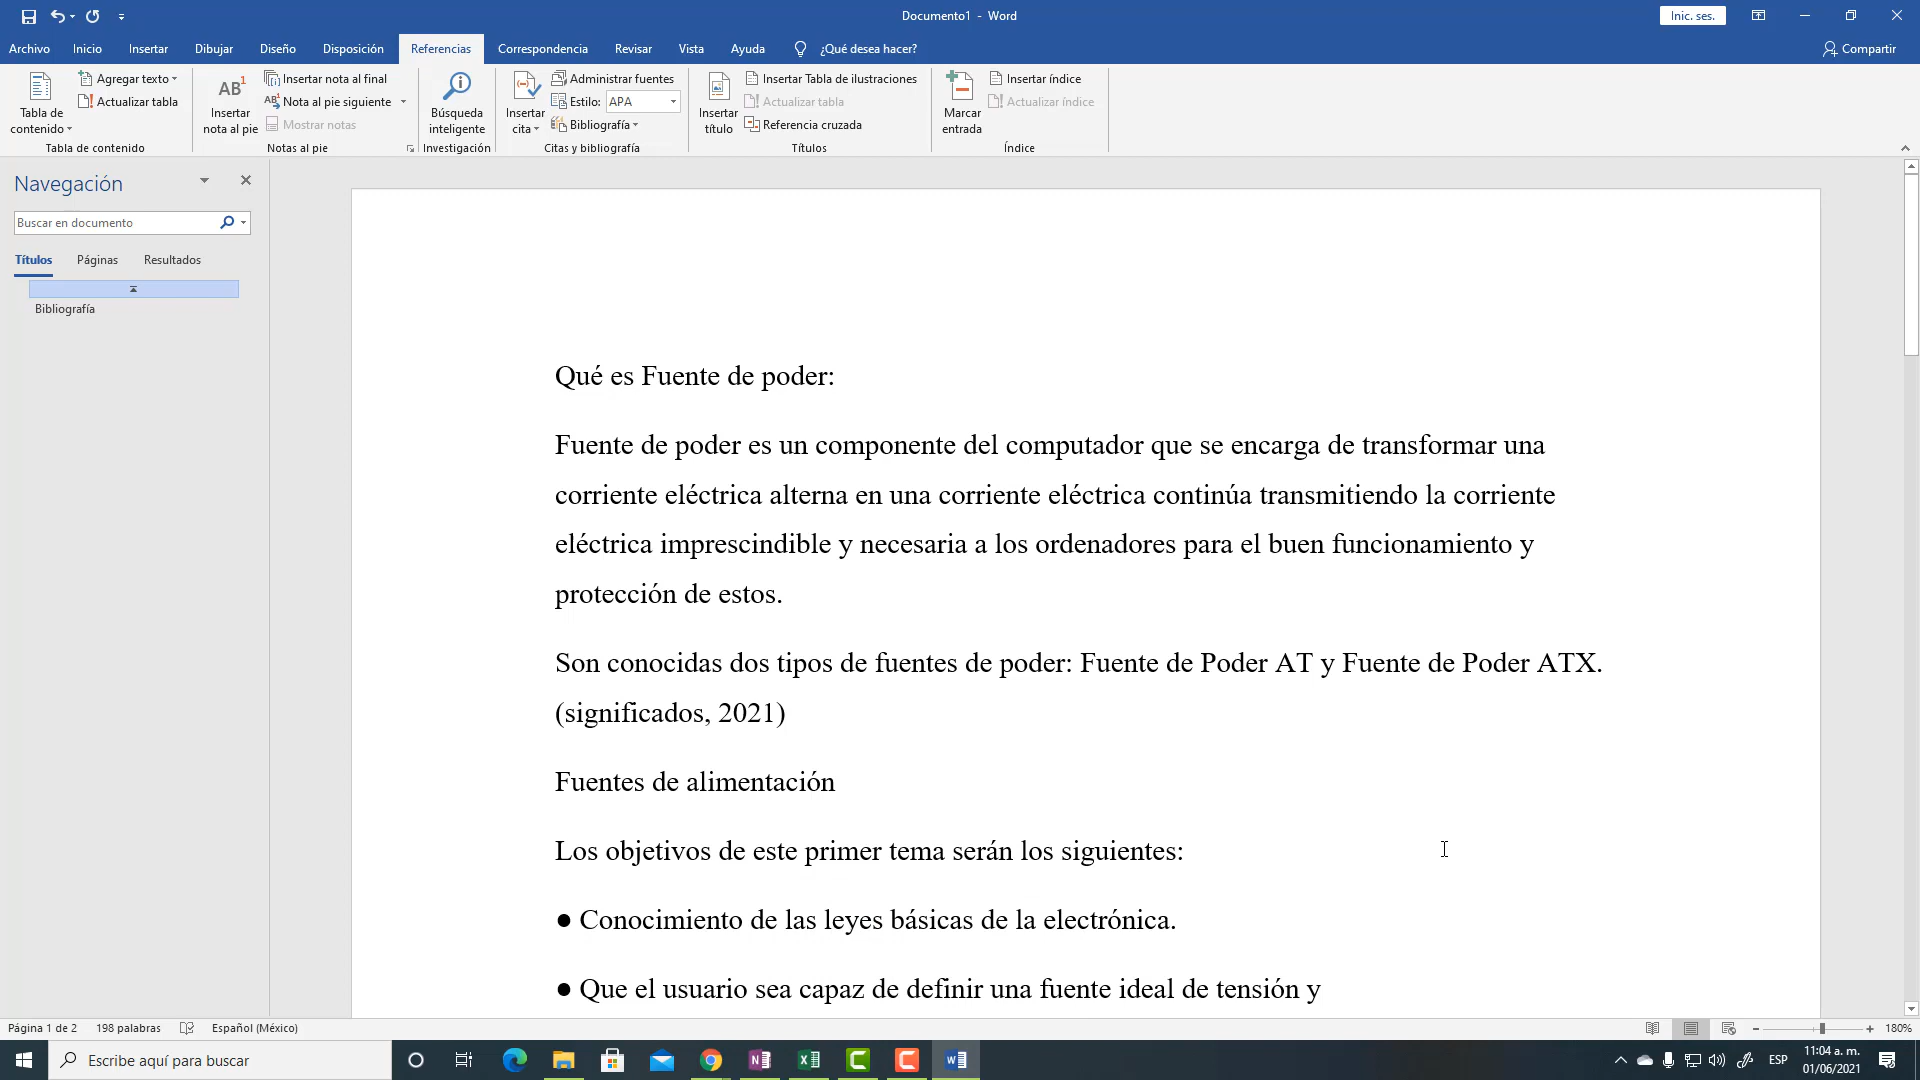 Documento1 - Word
Inic. ses.
Archivo Inicio Insertar Dibujar Diseño Disposición Referencias Correspondencia Revisar Vista Ayuda ¿Qué desea hacer? Compartir
Tabla de contenido
Agregar texto
Actualizar tabla
Tabla de contenido
AB1 Insertar nota al pie
Insertar nota al final
AB1 Nota al pie siguiente
Mostrar notas
Notas al pie
Búsqueda inteligente
Investigación
Insertar cita
Administrar fuentes
Estilo: APA
Bibliografía
Citas y bibliografía
Insertar título
Insertar Tabla de ilustraciones
Actualizar tabla
Referencia cruzada
Títulos
Marcar entrada
Insertar índice
Actualizar índice
Índice
Navegación
Buscar en documento
Títulos Páginas Resultados
Bibliografía
Qué es Fuente de poder:
Fuente de poder es un componente del computador que se encarga de transformar una
corriente eléctrica alterna en una corriente eléctrica continúa transmitiendo la corriente
eléctrica imprescindible y necesaria a los ordenadores para el buen funcionamiento y
protección de estos.
Son conocidas dos tipos de fuentes de poder: Fuente de Poder AT y Fuente de Poder ATX.
(significados, 2021)
Fuentes de alimentación
Los objetivos de este primer tema serán los siguientes:
● Conocimiento de las leyes básicas de la electrónica.
● Que el usuario sea capaz de definir una fuente ideal de tensión y
Página 1 de 2 198 palabras Español (México) 180%
Escribe aquí para buscar
ESP
11:04 a. m.
01/06/2021